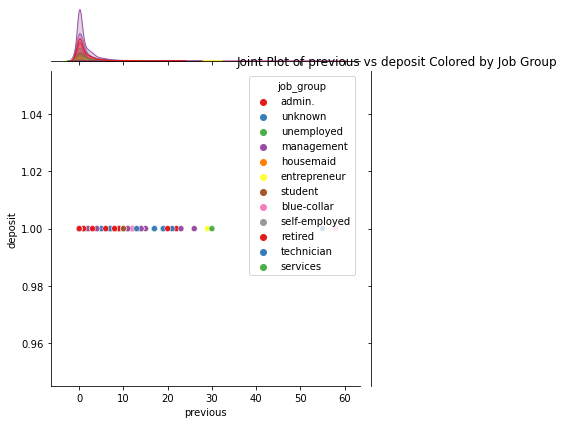 Joint Plot of previous vs deposit Colored by Job Group
job_group
admin.
unknown
unemployed
management
housemaid
entrepreneur
student
blue-collar
self-employed
retired
technician
services
1.04
1.02
1.00
0.98
0.96
deposit
0 10 20 30 40 50 60
previous